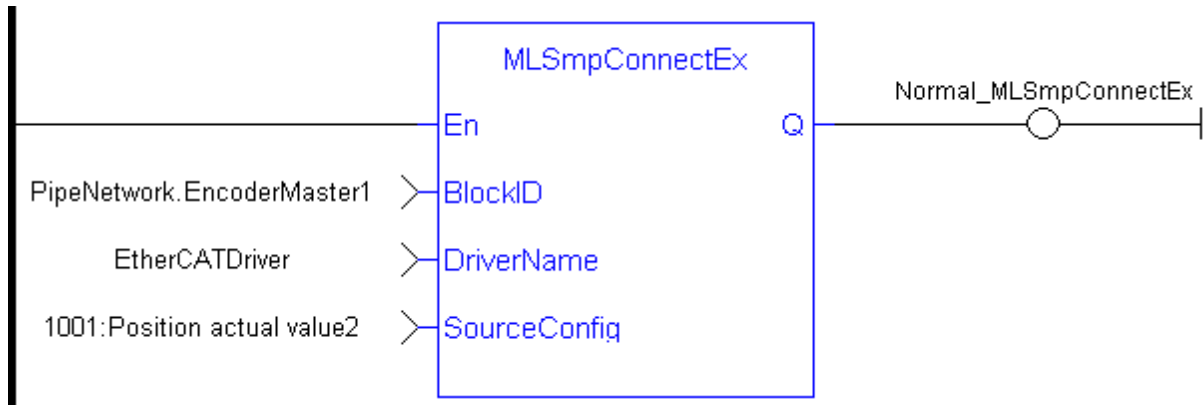 MLSmpConnectEx
Normal_MLSmpConnectEx
En
Q
PipeNetwork.EncoderMaster1
BlockID
EtherCATDriver
DriverName
1001:Position actual value2
SourceConfig